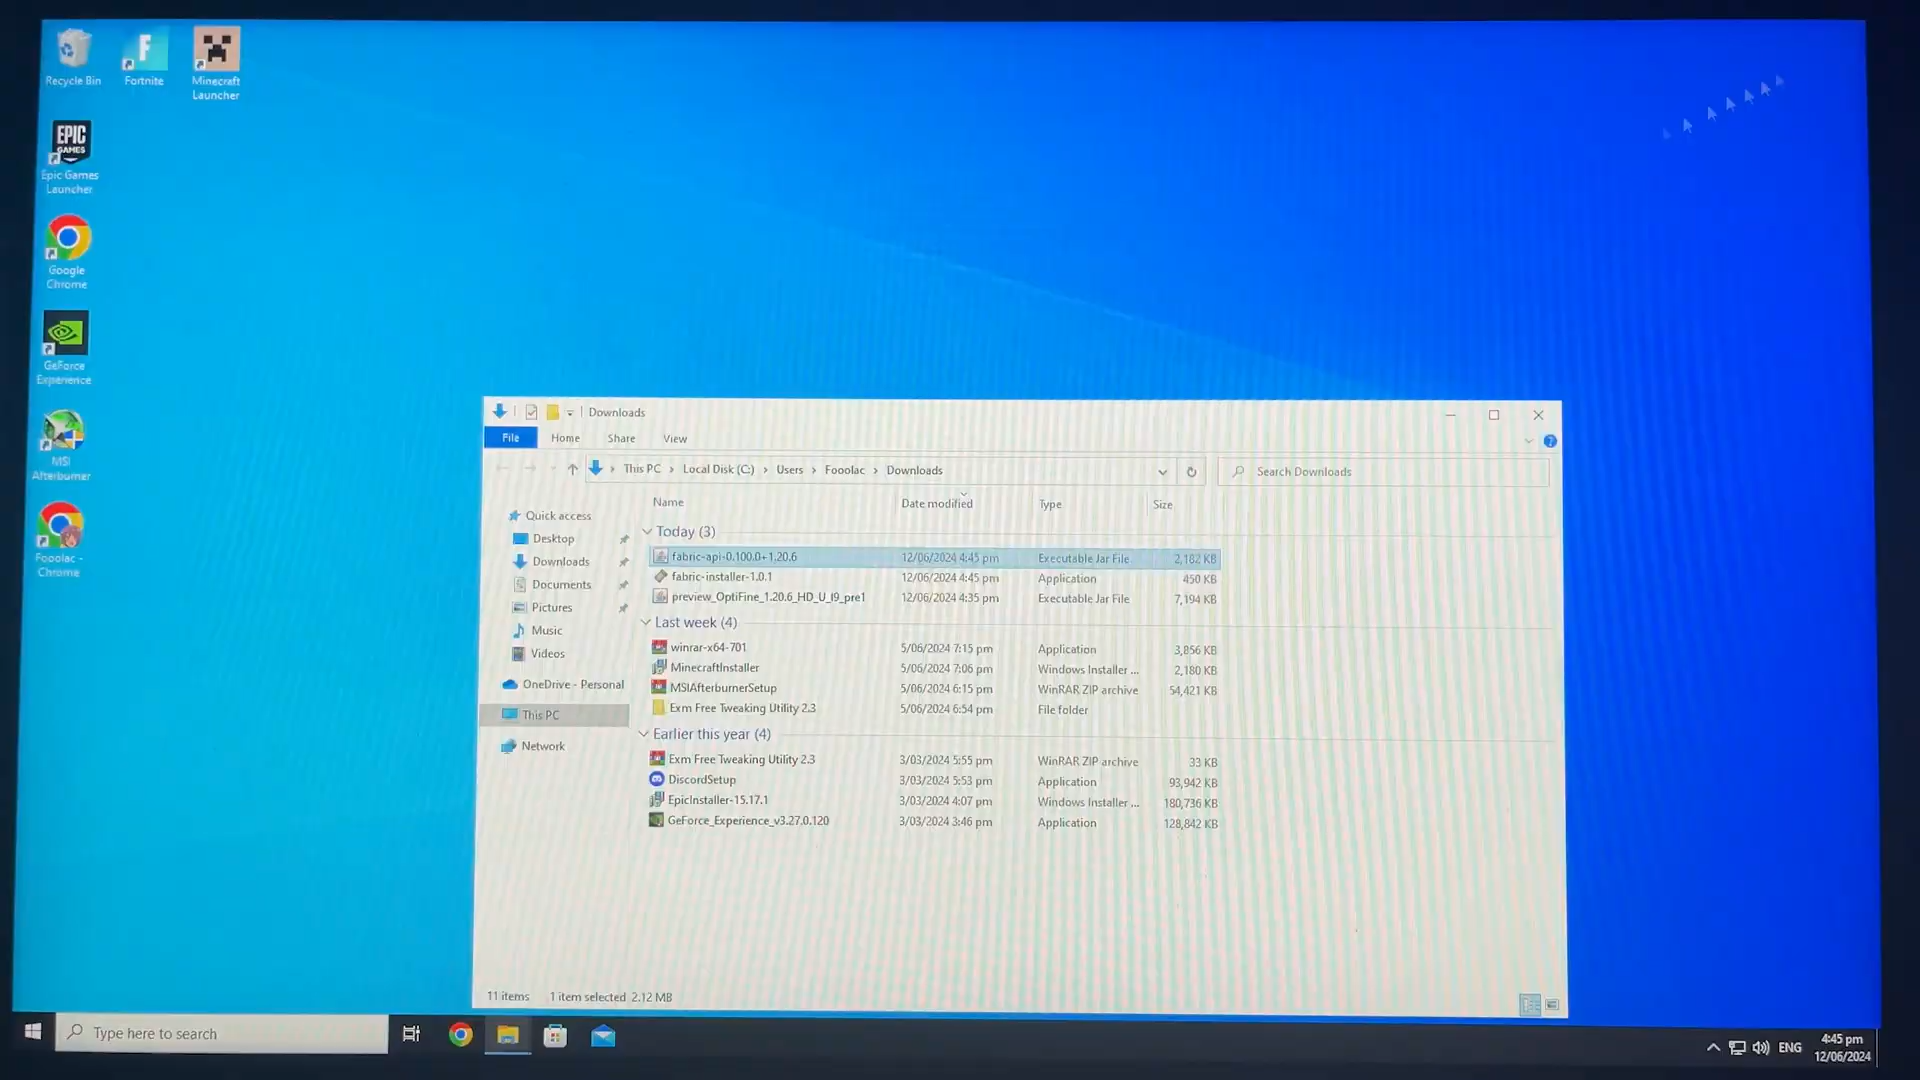 Recycle Bin
Fortnite
Minecraft
Launcher
EPIC
GAMES
Epic Games
Launcher
Google
Chrome
GeForce
Experience
MSI
Afterburner
Fooolac -
Chrome
Downloads
File
Home
Share
View
This PC > Local Disk (C:) > Users > Fooolac > Downloads
Search Downloads
Quick access
Desktop
Downloads
Documents
Pictures
Music
Videos
OneDrive - Personal
This PC
Network
Name Date modified Type Size
Today (3)
fabric-api-0.100.0+1.20.6 12/06/2024 4:45 pm Executable Jar File 2,182 KB
fabric-installer-1.0.1 12/06/2024 4:45 pm Application 450 KB
preview_OptiFine_1.20.6_HD_U_I9_pre1 12/06/2024 4:35 pm Executable Jar File 7,194 KB
Last week (4)
winrar-x64-701 5/06/2024 7:15 pm Application 3,856 KB
MinecraftInstaller 5/06/2024 7:06 pm Windows Installer ... 2,180 KB
MSIAfterburnerSetup 5/06/2024 6:15 pm WinRAR ZIP archive 54,421 KB
Exm Free Tweaking Utility 2.3 5/06/2024 6:54 pm File folder
Earlier this year (4)
Exm Free Tweaking Utility 2.3 3/03/2024 5:55 pm WinRAR ZIP archive 33 KB
DiscordSetup 3/03/2024 5:53 pm Application 93,942 KB
EpicInstaller-15.17.1 3/03/2024 4:07 pm Windows Installer ... 180,736 KB
GeForce_Experience_v3.27.0.120 3/03/2024 3:46 pm Application 128,842 KB
11 items 1 item selected 2.12 MB
Type here to search
ENG
4:45 pm
12/06/2024